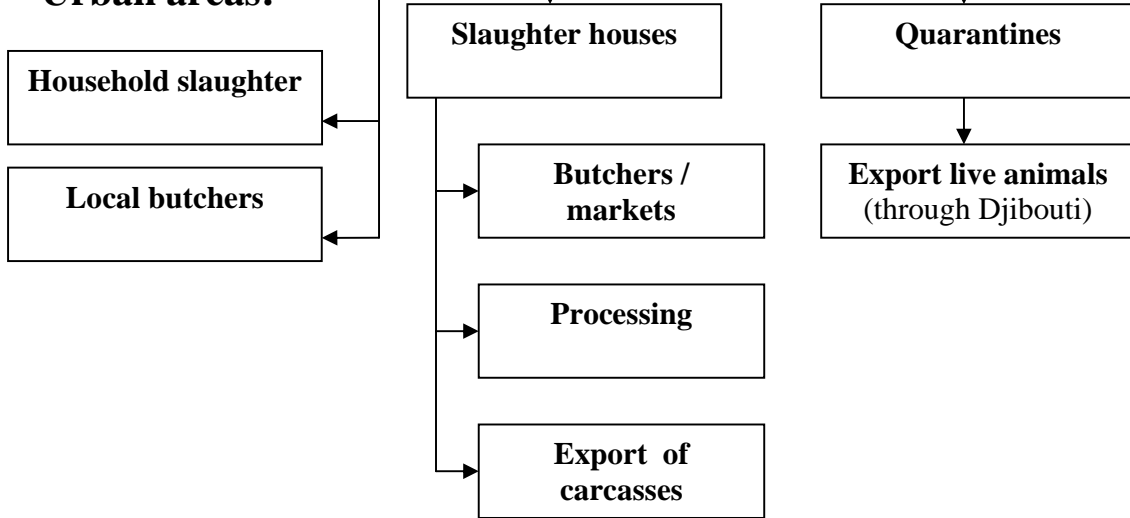 Urban areas:
Slaughter houses
Quarantines
Household slaughter
Butchers /
markets
Export live animals
(through Djibouti)
Local butchers
Processing
Export of
carcasses